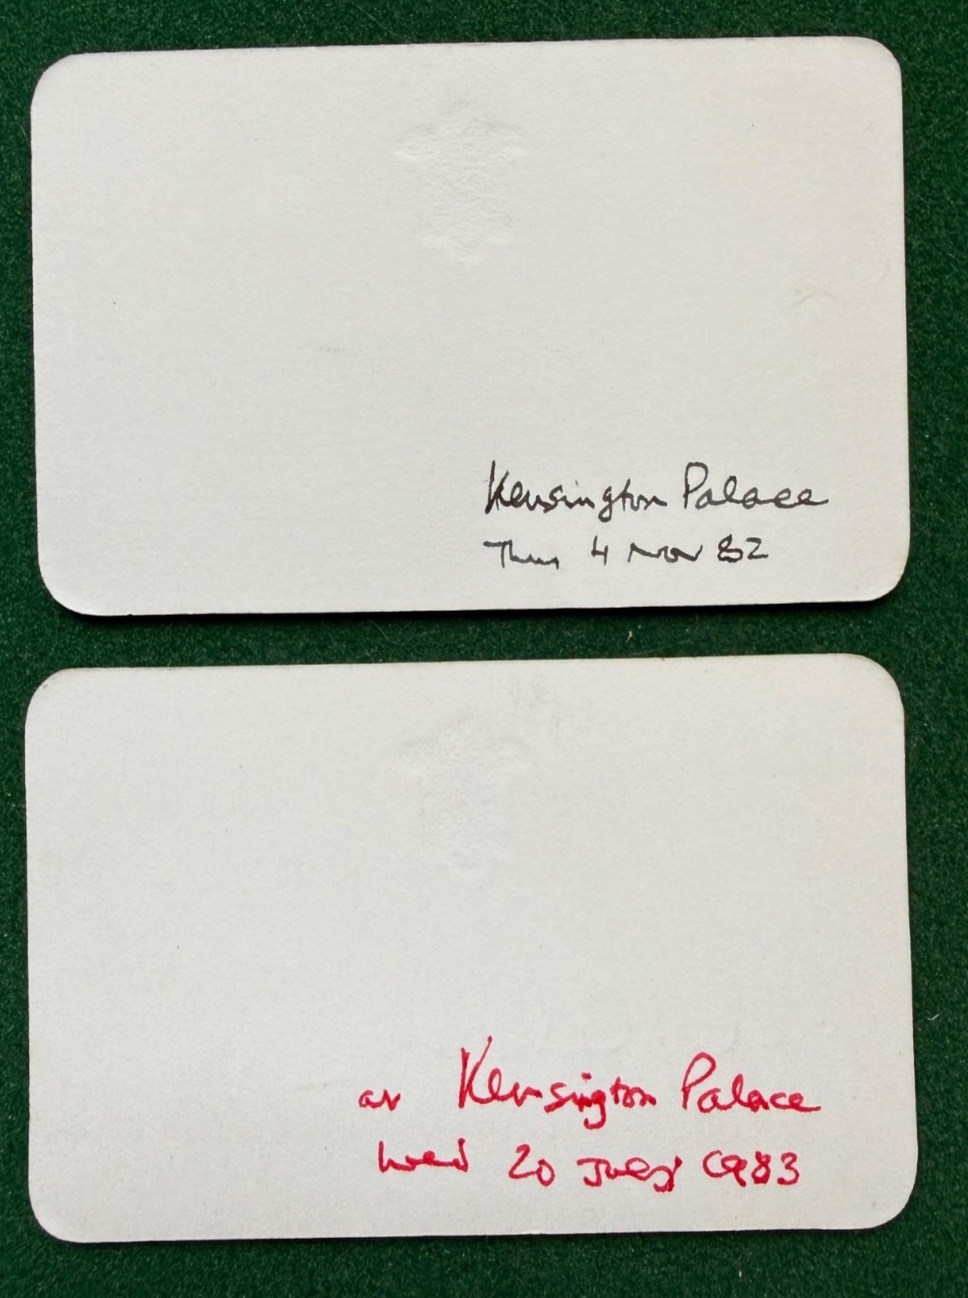 Kensington Palace
Thurs 4 Nov 82
at Kensington Palace
Wed 20 July 1983